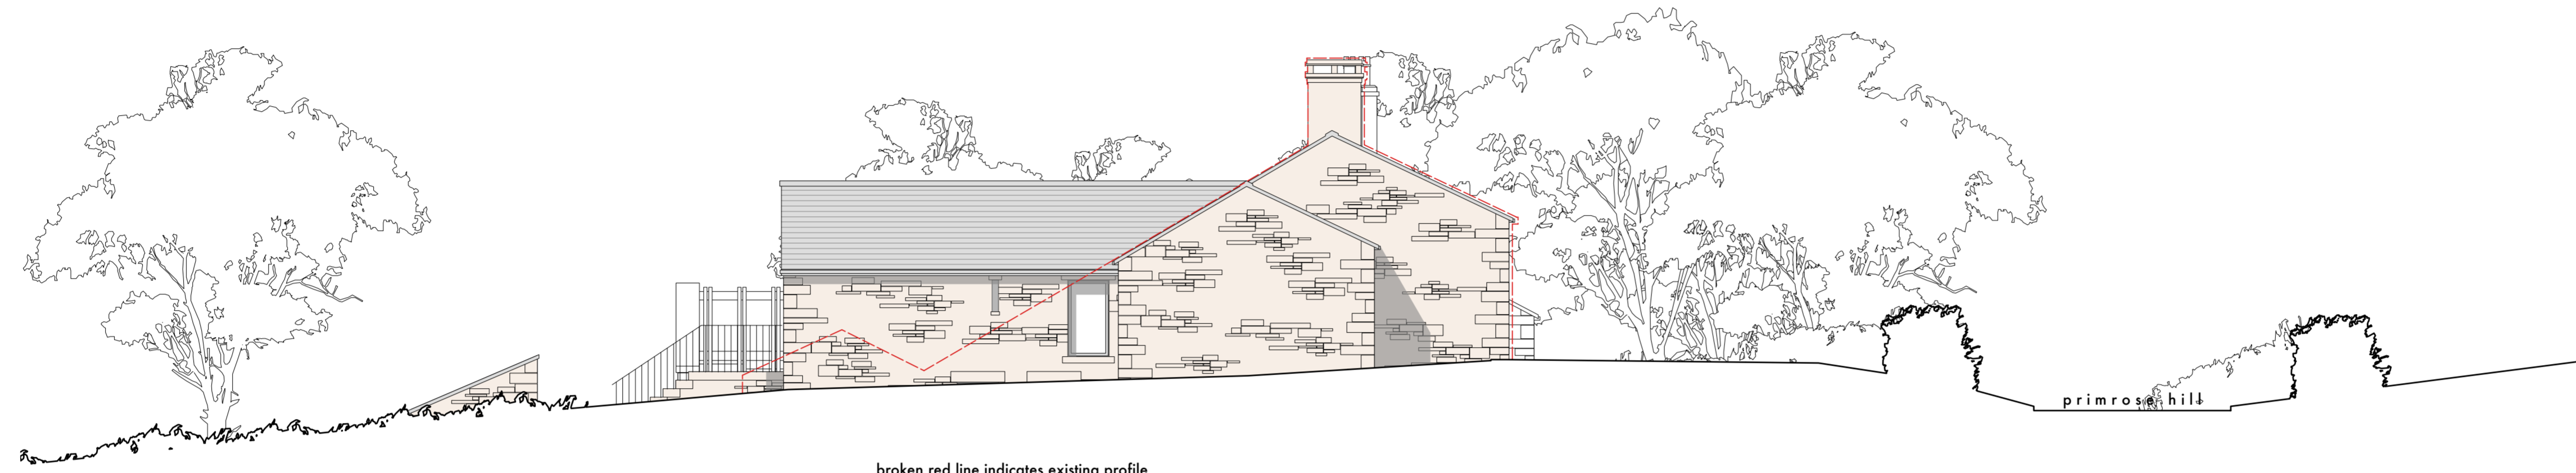 primrose hill
broken red line indicates existing profile